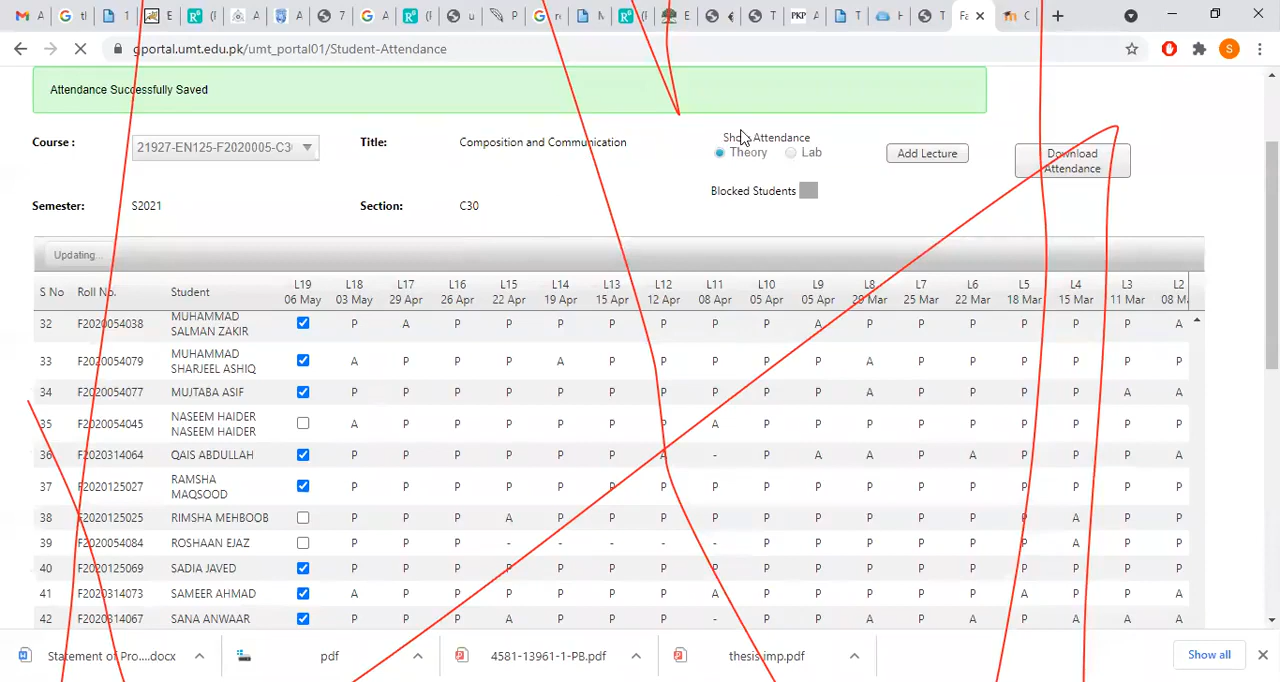 gportal.umt.edu.pk/umt_portal01/Student-Attendance
Attendance Successfully Saved
Course : 21927-EN125-F2020005-C3 Title: Composition and Communication Show Attendance
Theory Lab Add Lecture Download Attendance
Blocked Students
Semester: S2021 Section: C30
Updating...
S No Roll No. Student L19 L18 L17 L16 L15 L14 L13 L12 L11 L10 L9 L8 L7 L6 L5 L4 L3 L2
06 May 03 May 29 Apr 26 Apr 22 Apr 19 Apr 15 Apr 12 Apr 08 Apr 05 Apr 05 Apr 29 Mar 25 Mar 22 Mar 18 Mar 15 Mar 11 Mar 08
32 F2020054038 MUHAMMAD SALMAN ZAKIR P A P P P P P P P A P P P P P P A
33 F2020054079 MUHAMMAD SHARJEEL ASHIQ A P P P A P P P P P A P P P P P P
34 F2020054077 MUJTABA ASIF P P P P P P P P P P A P P P P A A
35 F2020054045 NASEEM HAIDER NASEEM HAIDER A P P P P P P A P P P P P P P P P
36 F2020314064 QAIS ABDULLAH P P P P P P A - P A A P A P P P P
37 F2020125027 RAMSHA MAQSOOD P P P P P P P P P P P P P P P P P
38 F2020125025 RIMSHA MEHBOOB P P P A P P P P P P P P P P A P P
39 F2020054084 ROSHAAN EJAZ P P P - - - - - P P P P P P A P P
40 F2020125069 SADIA JAVED P P P P P P P P P P P P P P P P P
41 F2020314073 SAMEER AHMAD A P P P P P P A P P P P P A P P A
42 F2020314067 SANA ANWAAR P P P A P P P - P P A P A P A A A
Statement of Pro....docx pdf 4581-13961-1-PB.pdf thesis imp.pdf Show all